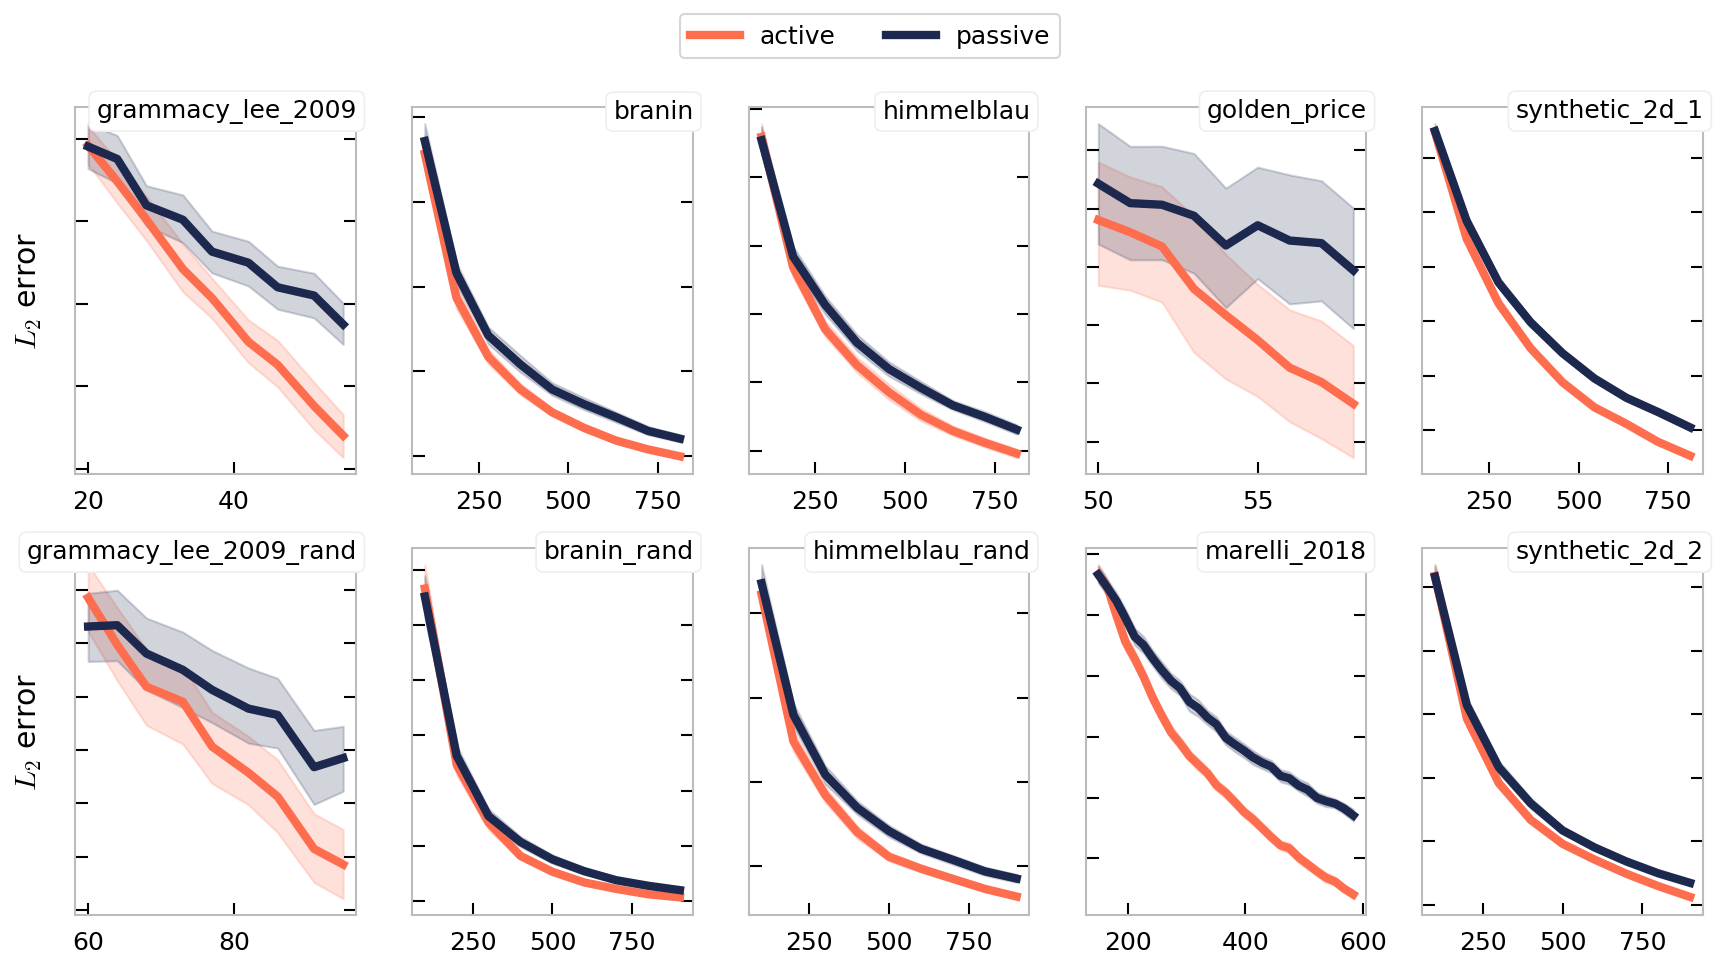 active passive
grammacy_lee_2009 branin himmelblau golden_price synthetic_2d_1
L2 error
20 40 250 500 750 250 500 750 50 55 250 500 750
grammacy_lee_2009_rand branin_rand himmelblau_rand marelli_2018 synthetic_2d_2
L2 error
60 80 250 500 750 250 500 750 200 400 600 250 500 750